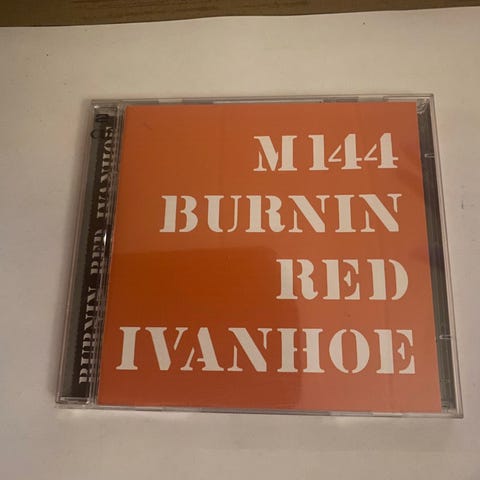 M 144
BURNIN
RED
IVANHOE
BURNIN RED IVANHOE